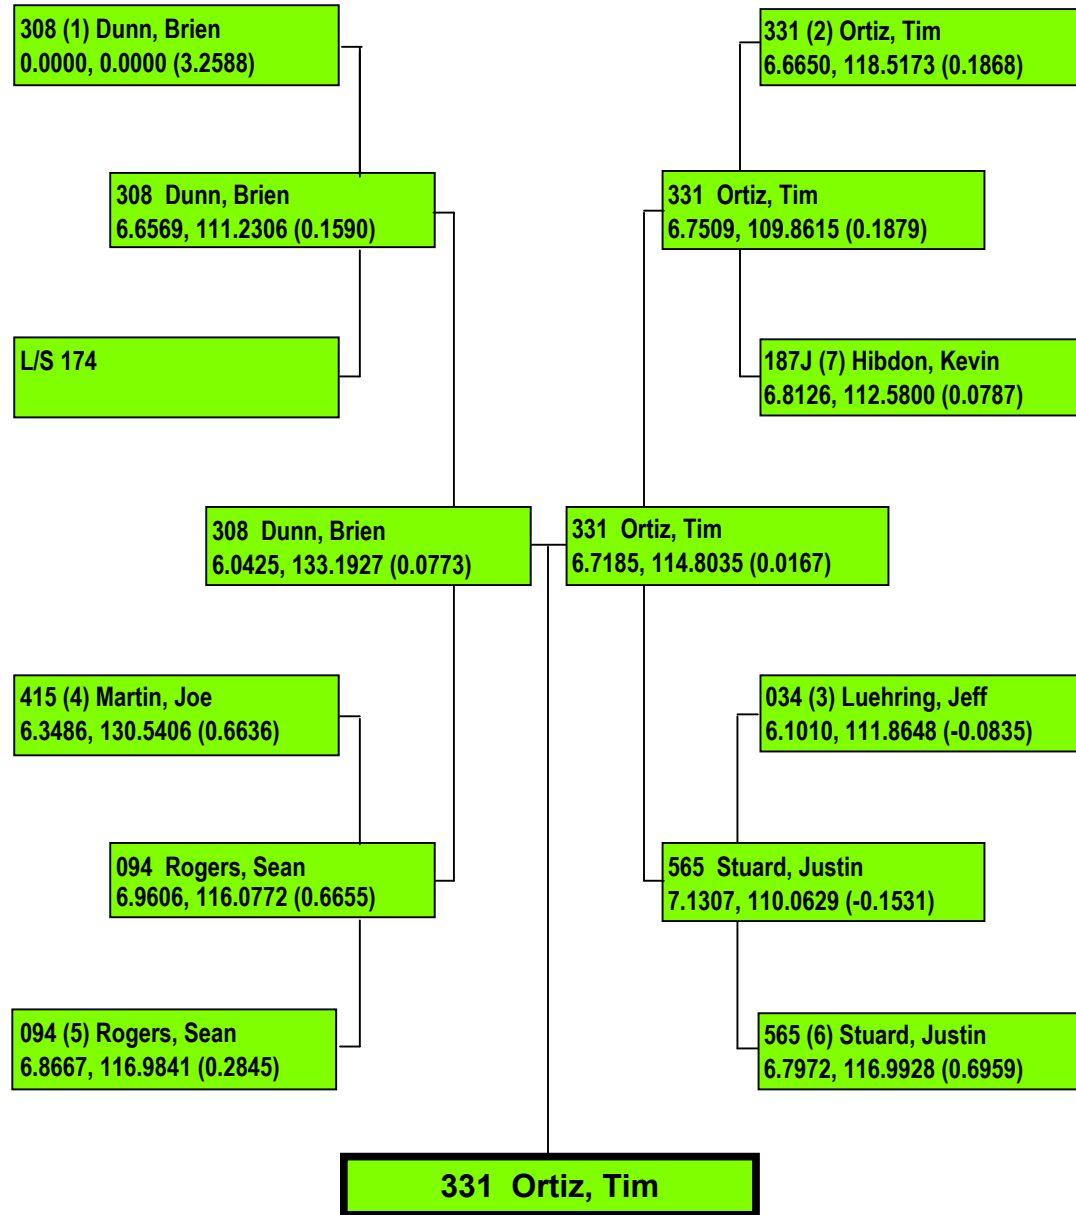 308 (1) Dunn, Brien
0.0000, 0.0000 (3.2588)
331 (2) Ortiz, Tim
6.6650, 118.5173 (0.1868)
308  Dunn, Brien
6.6569, 111.2306 (0.1590)
331  Ortiz, Tim
6.7509, 109.8615 (0.1879)
L/S 174
187J (7) Hibdon, Kevin
6.8126, 112.5800 (0.0787)
308  Dunn, Brien
6.0425, 133.1927 (0.0773)
331  Ortiz, Tim
6.7185, 114.8035 (0.0167)
415 (4) Martin, Joe
6.3486, 130.5406 (0.6636)
034 (3) Luehring, Jeff
6.1010, 111.8648 (-0.0835)
094  Rogers, Sean
6.9606, 116.0772 (0.6655)
565  Stuard, Justin
7.1307, 110.0629 (-0.1531)
094 (5) Rogers, Sean
6.8667, 116.9841 (0.2845)
565 (6) Stuard, Justin
6.7972, 116.9928 (0.6959)
331  Ortiz, Tim